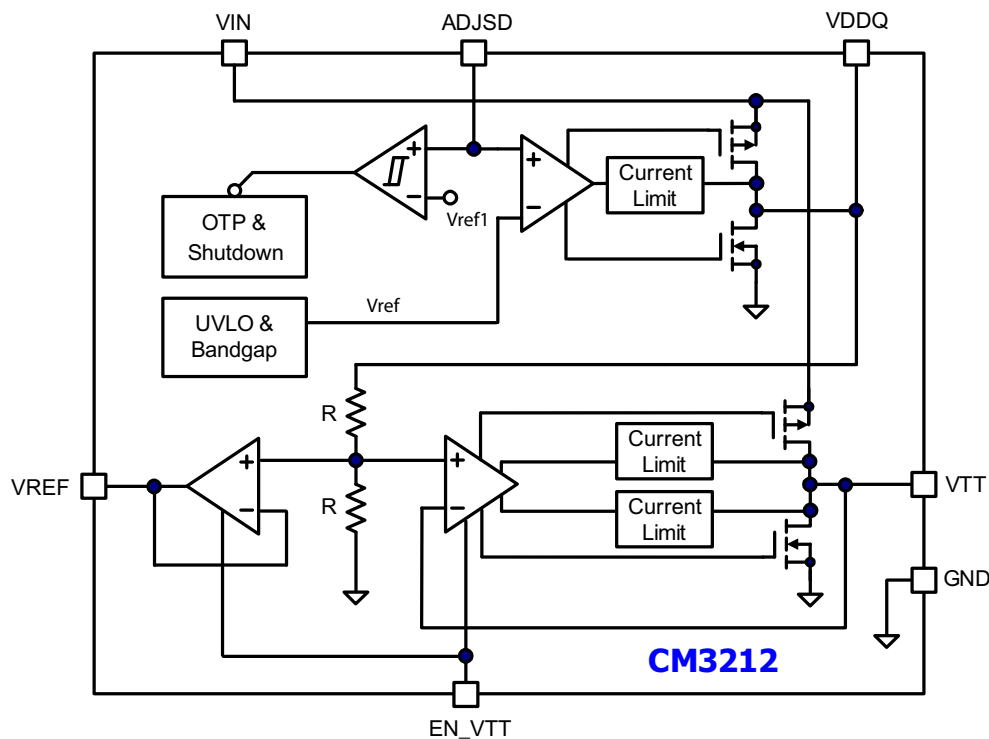 VIN
ADJSD
VDDQ
Current
Limit
Vref1
OTP &
Shutdown
Vref
UVLO &
Bandgap
R
Current
Limit
VREF
VTT
R
Current
Limit
GND
CM3212
EN_VTT